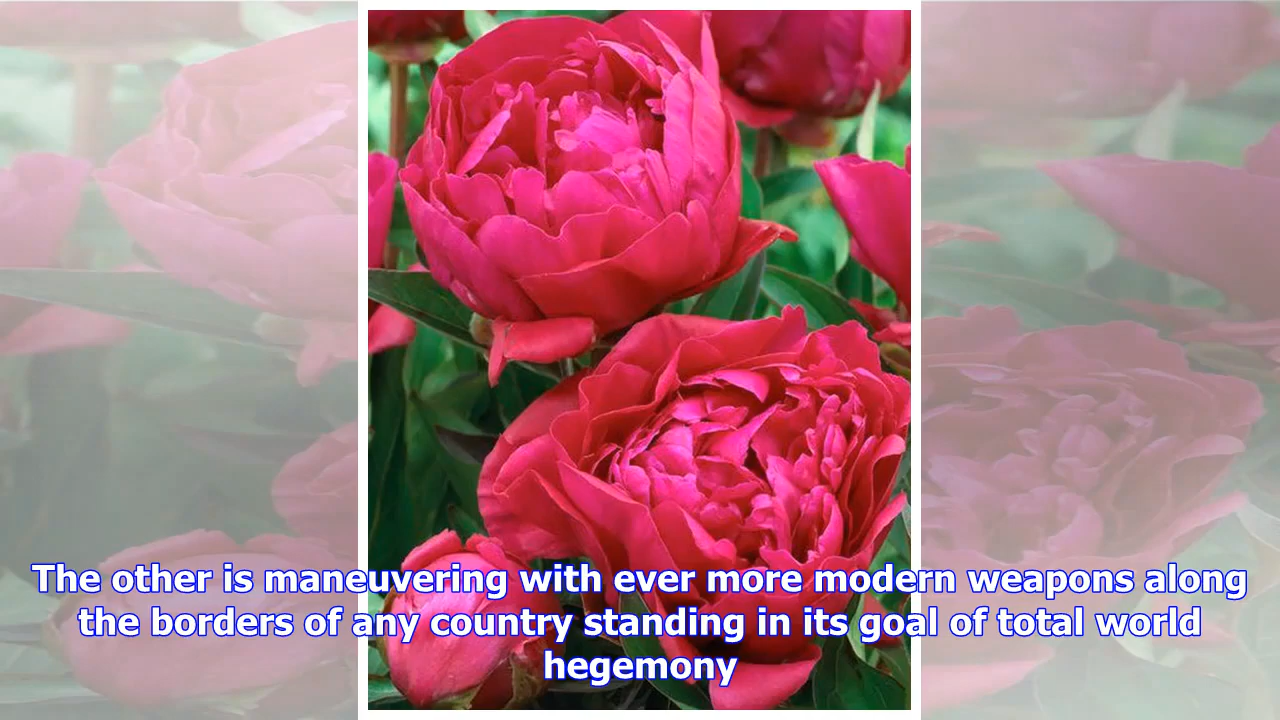 The other is maneuvering with ever more modern weapons along
the borders of any country standing in its goal of total world
hegemony